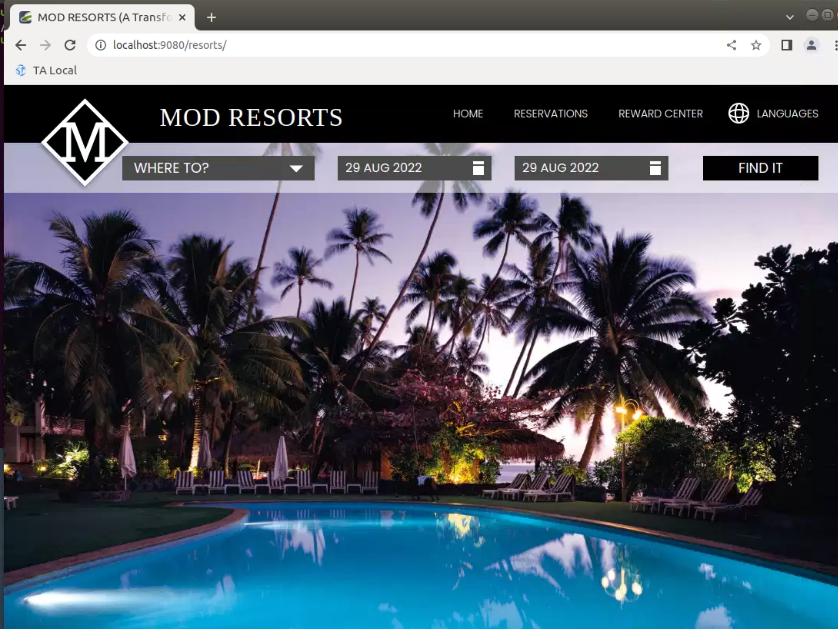 MOD RESORTS (A Transfo
localhost:9080/resorts/
TA Local
M
MOD RESORTS
HOME
RESERVATIONS
REWARD CENTER
LANGUAGES
WHERE TO?
29 AUG 2022
29 AUG 2022
FIND IT